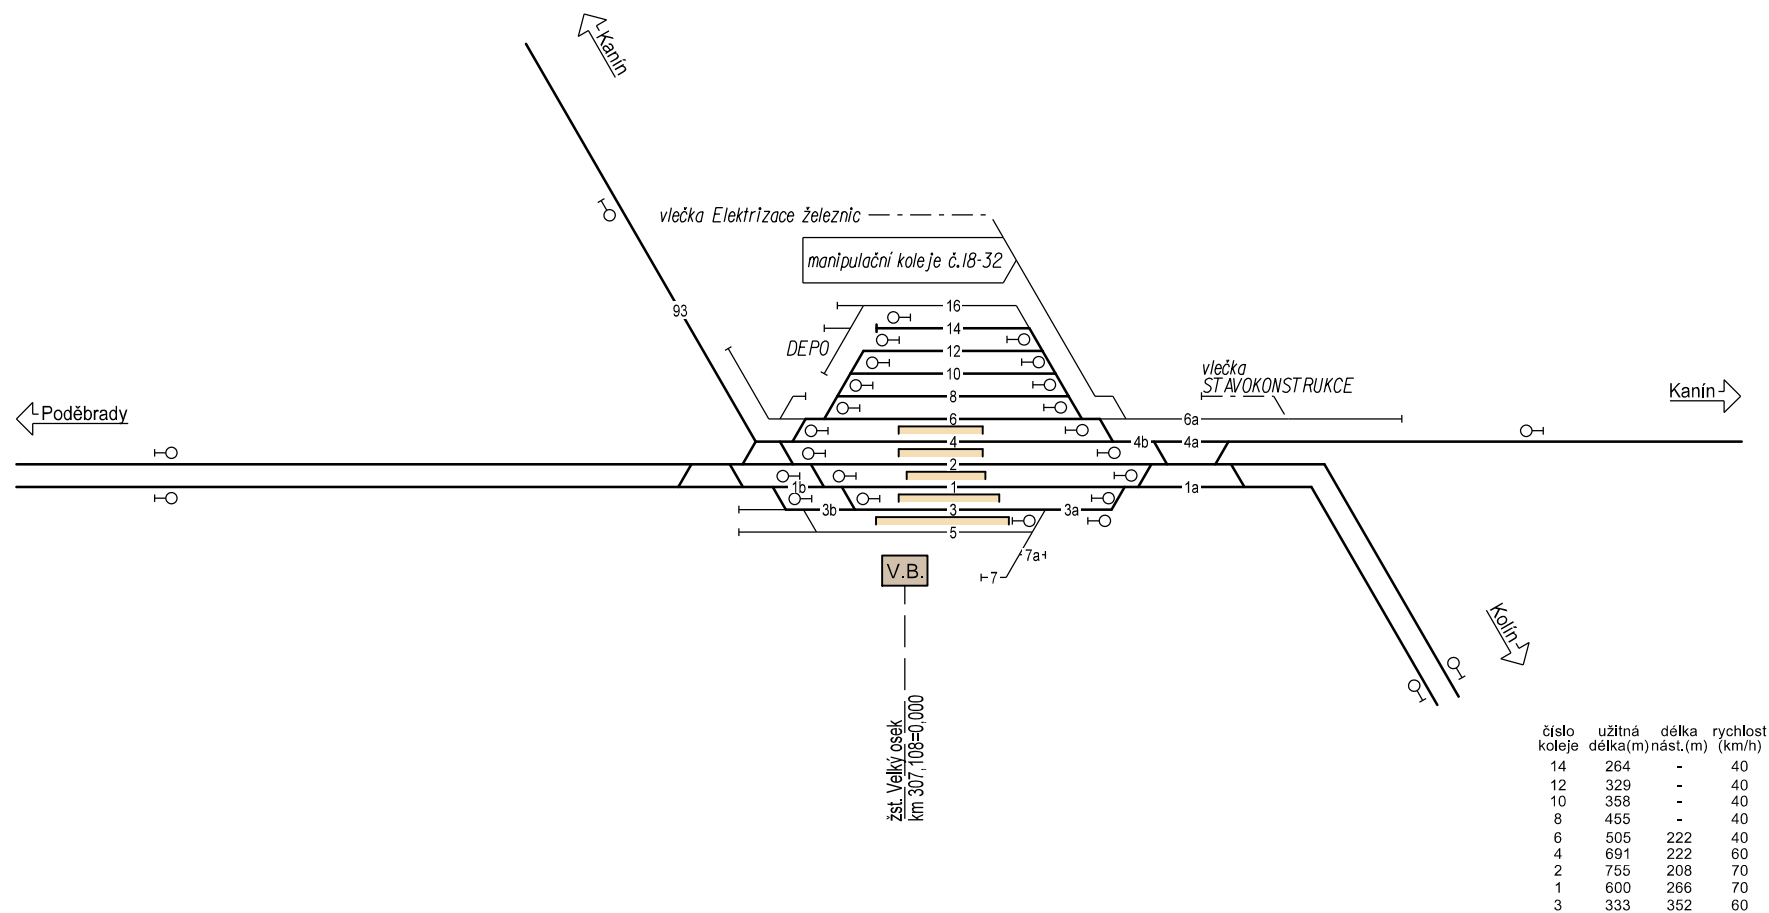 Kanín
93
vlečka Elektrizace železnic
manipulační koleje č.18-32
16
14
DEPO
12
10
8
vlečka
STAVOKONSTRUKCE
Kanín
Poděbrady
6
6a
4
4b
4a
2
1b
1
1a
3b
3
3a
5
7a
7
V.B.
Kolín
žst. Velký osek
km 307,108=0,000
číslo koleje užitná délka(m) délka nást.(m) rychlost (km/h)
14 264 - 40
12 329 - 40
10 358 - 40
8 455 - 40
6 505 222 40
4 691 222 60
2 755 208 70
1 600 266 70
3 333 352 60